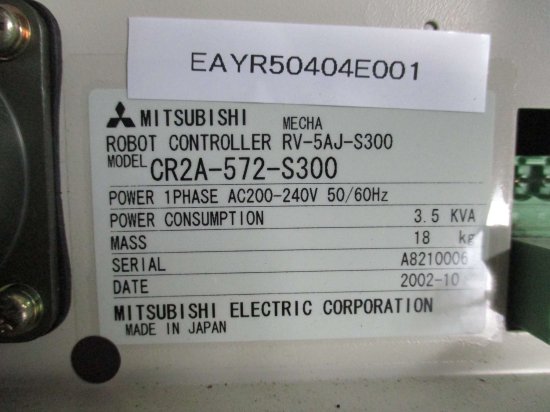 EAYR50404E001
MITSUBISHI MECHA
ROBOT CONTROLLER RV-5AJ-S300
MODEL CR2A-572-S300
POWER 1PHASE AC200-240V 50/60Hz
POWER CONSUMPTION 3.5 KVA
MASS 18 kg
SERIAL A8210006
DATE 2002-10
MITSUBISHI ELECTRIC CORPORATION
MADE IN JAPAN